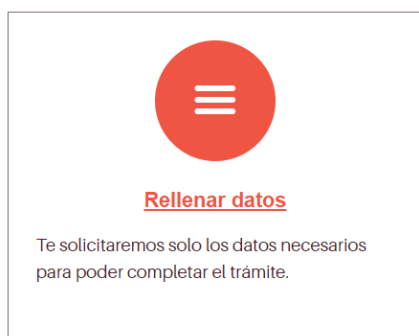 Rellenar datos
Te solicitaremos solo los datos necesarios
para poder completar el trámite.